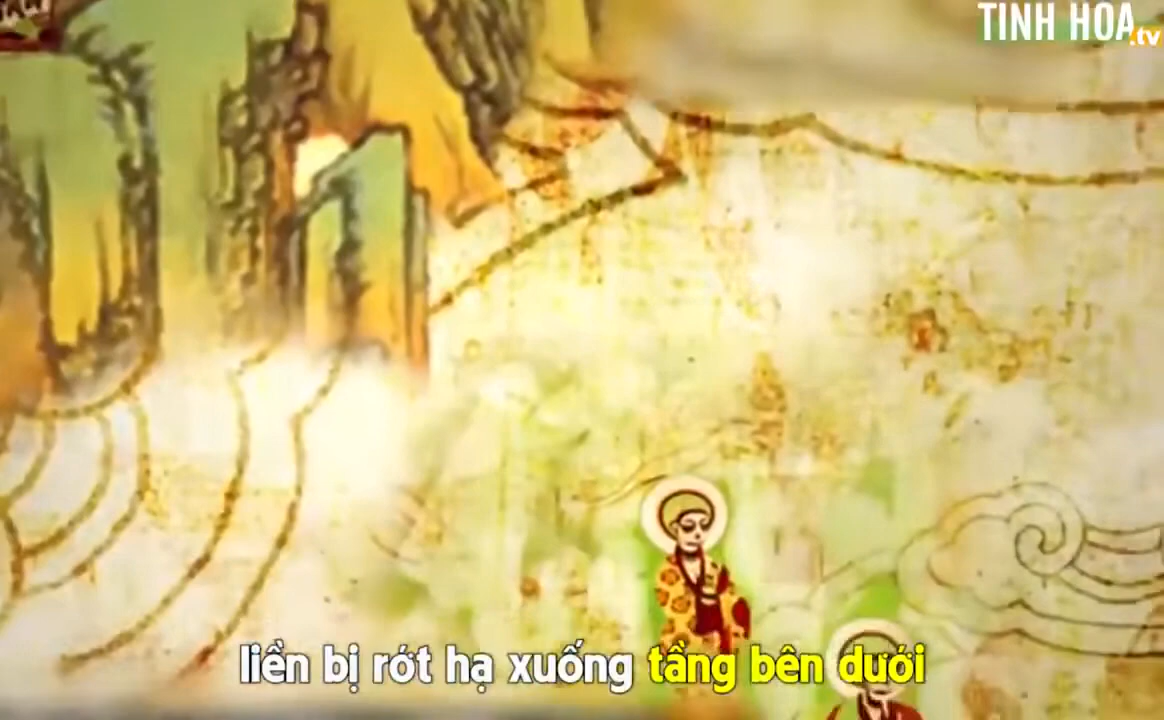 TINH HOA.tv
liền bị rớt hạ xuống tầng bên dưới